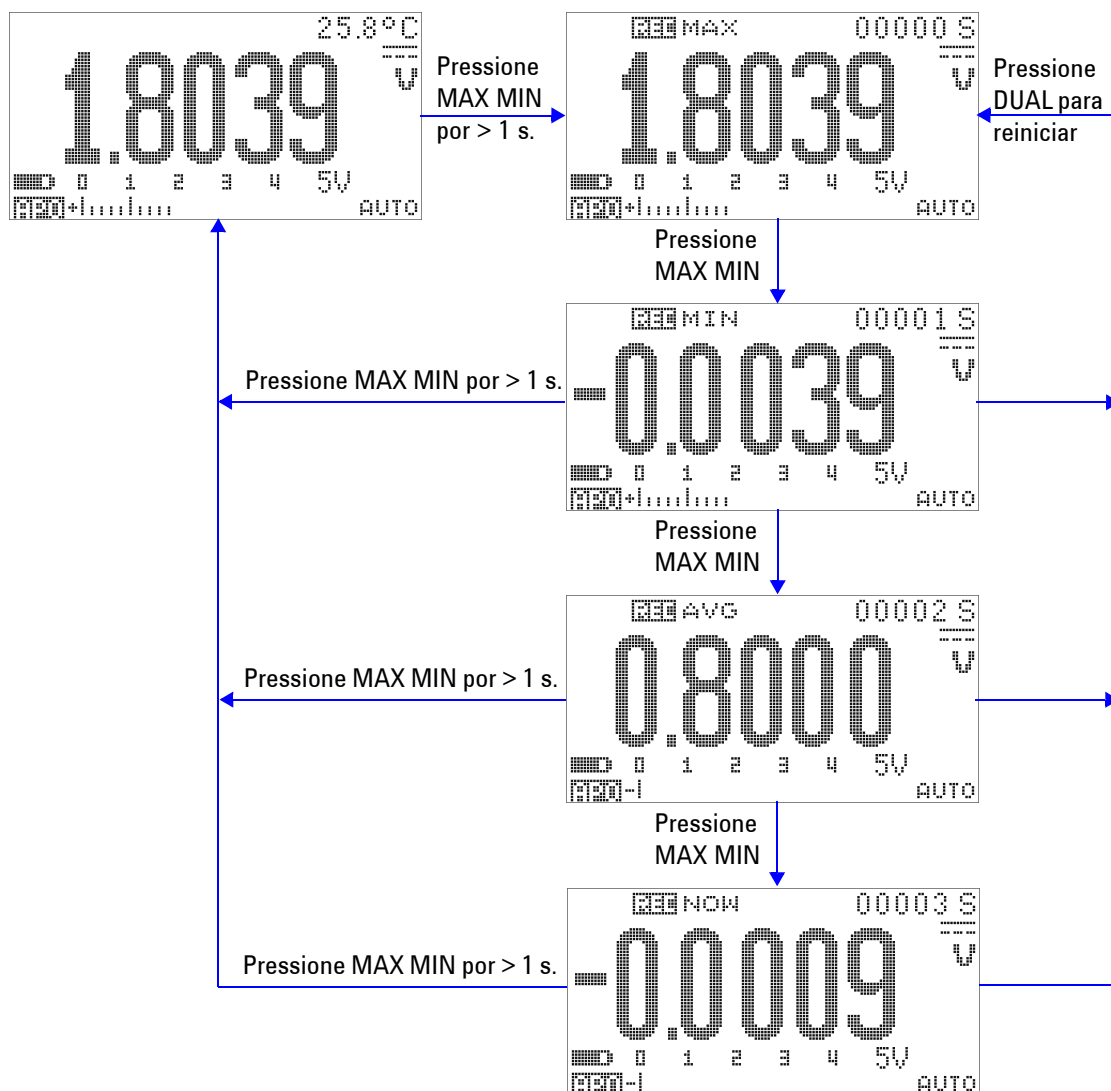 25.8°C
1.8039
V
0 1 2 3 4 5V
APO
AUTO
Pressione
MAX MIN
por > 1 s.
REC MAX 00000 S
1.8039
V
0 1 2 3 4 5V
APO
AUTO
Pressione
DUAL para
reiniciar
Pressione
MAX MIN
REC MIN 00001 S
-0.0039
V
0 1 2 3 4 5V
APO
AUTO
Pressione MAX MIN por > 1 s.
Pressione
MAX MIN
REC AVG 00002 S
0.8000
V
0 1 2 3 4 5V
APO
AUTO
Pressione MAX MIN por > 1 s.
Pressione
MAX MIN
REC NOW 00003 S
-0.0009
V
0 1 2 3 4 5V
APO
AUTO
Pressione MAX MIN por > 1 s.